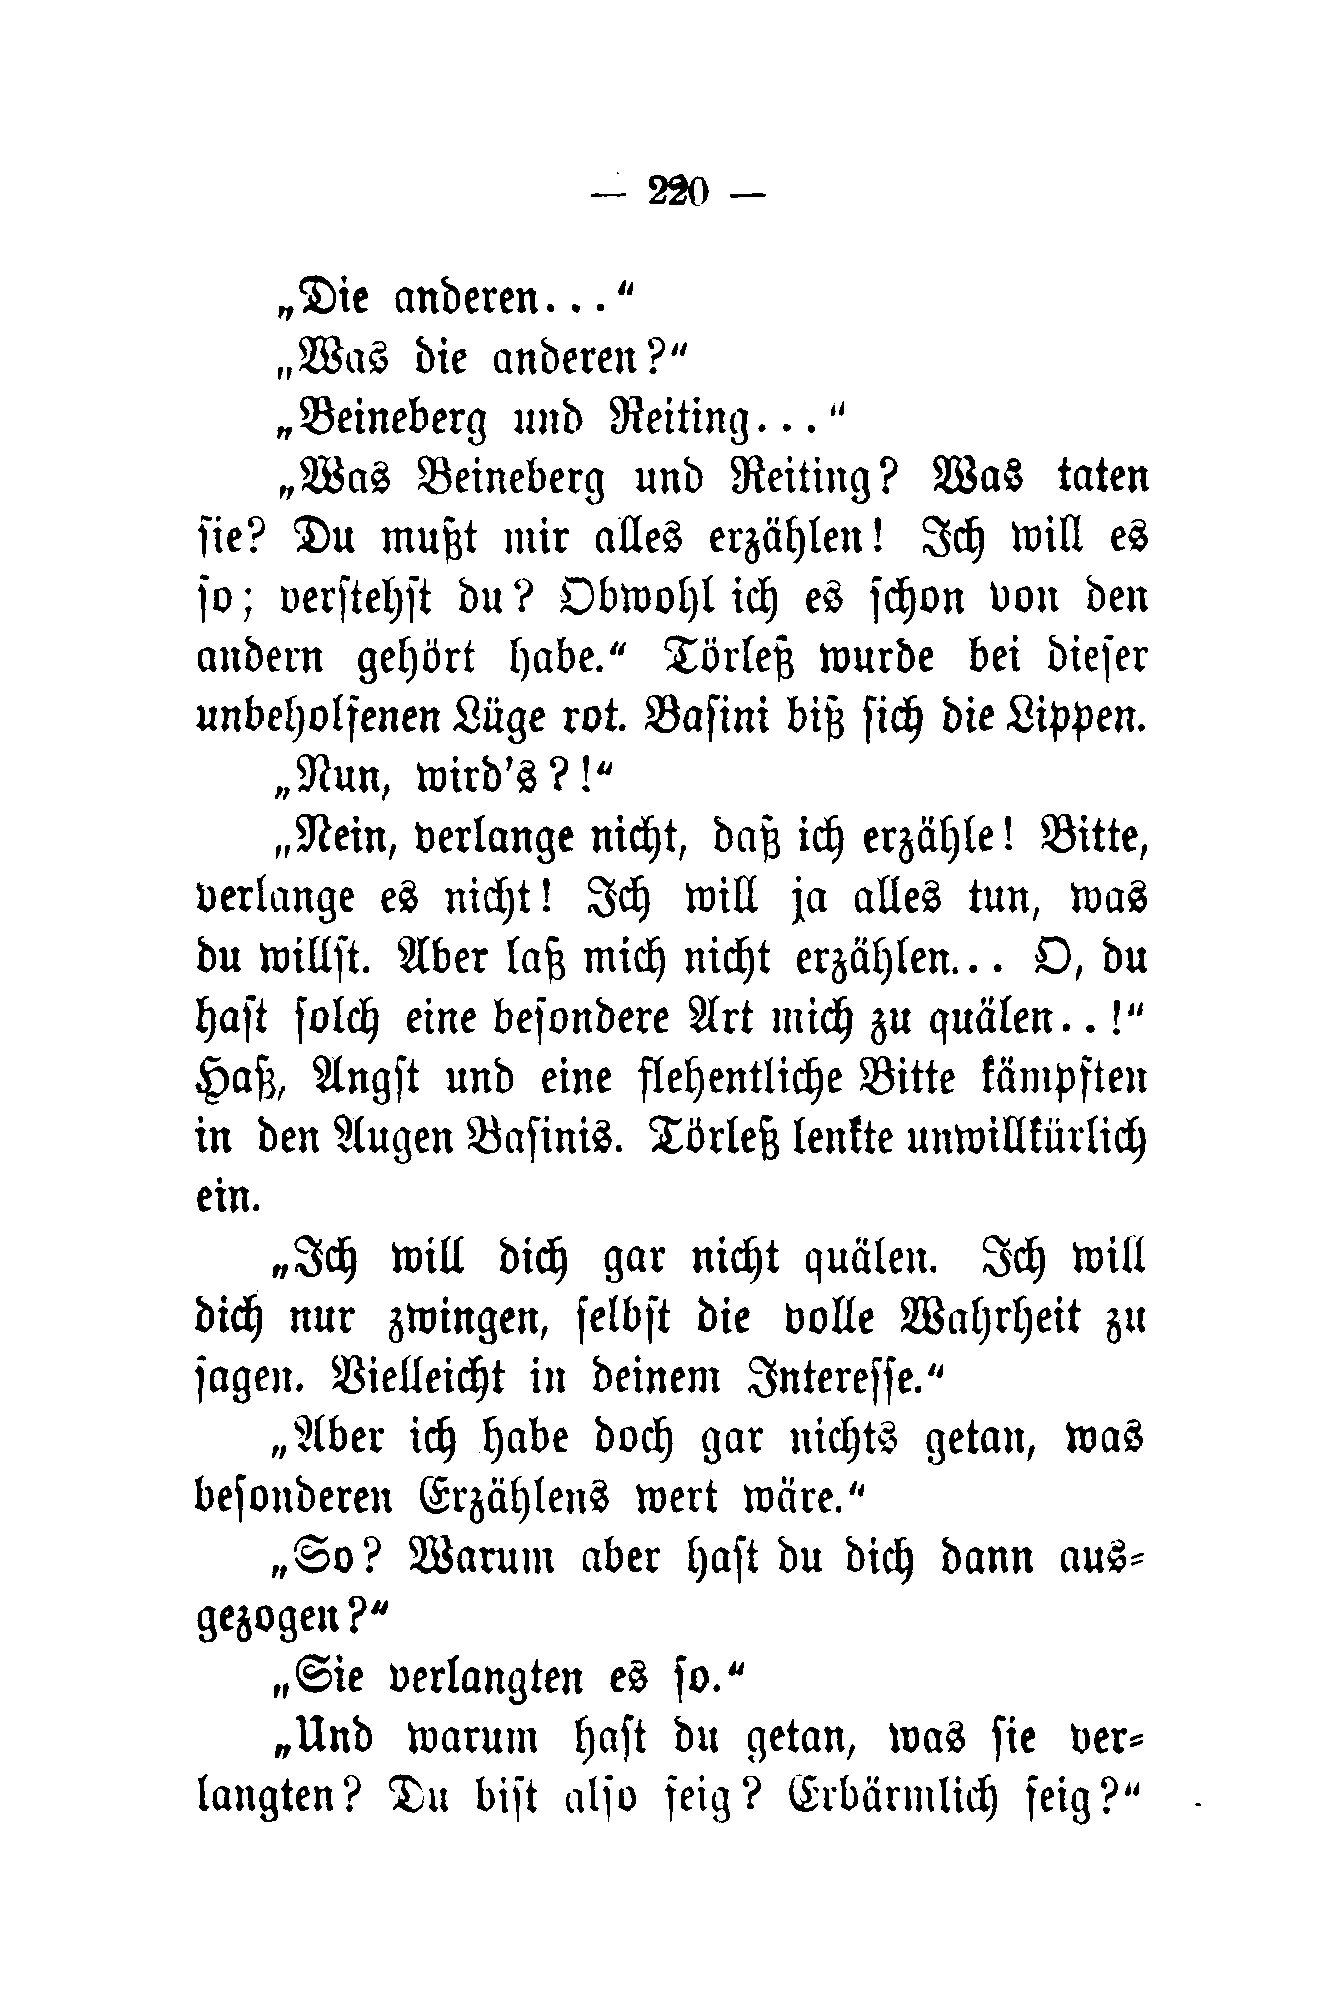 — 220 —
„Die anderen..."
„Was die anderen?"
„Beineberg und Reiting..."
„Was Beineberg und Reiting? Was taten
sie? Du mußt mir alles erzählen! Ich will es
so; verstehst du? Obwohl ich es schon von den
andern gehört habe." Törleß wurde bei dieser
unbeholfenen Lüge rot. Basini biß sich die Lippen.
„Nun, wird's?!"
„Nein, verlange nicht, daß ich erzähle! Bitte,
verlange es nicht! Ich will ja alles tun, was
du willst. Aber laß mich nicht erzählen... O, du
hast solch eine besondere Art mich zu quälen..!"
Haß, Angst und eine flehentliche Bitte kämpften
in den Augen Basinis. Törleß lenkte unwillkürlich
ein.
„Ich will dich gar nicht quälen. Ich will
dich nur zwingen, selbst die volle Wahrheit zu
sagen. Vielleicht in deinem Interesse."
„Aber ich habe doch gar nichts getan, was
besonderen Erzählens wert wäre."
„So? Warum aber hast du dich dann aus-
gezogen?"
„Sie verlangten es so."
„Und warum hast du getan, was sie ver-
langten? Du bist also feig? Erbärmlich feig?"